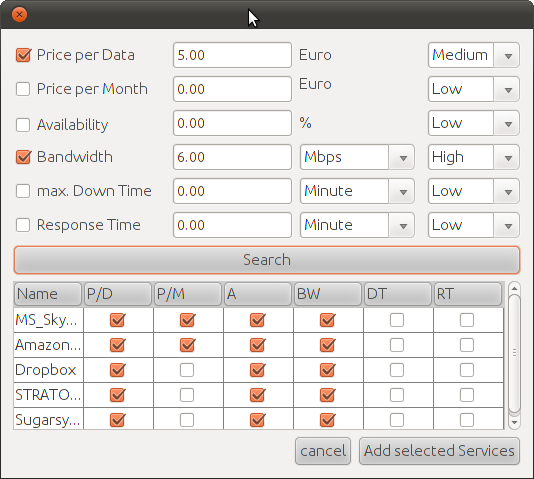 Price per Data 5.00 Euro Medium
Price per Month 0.00 Euro Low
Availability 0.00 % Low
Bandwidth 6.00 Mbps High
max. Down Time 0.00 Minute Low
Response Time 0.00 Minute Low
Search
Name P/D P/M A BW DT RT
MS_Sky...
Amazon...
Dropbox
STRATO...
Sugarsy...
cancel Add selected Services